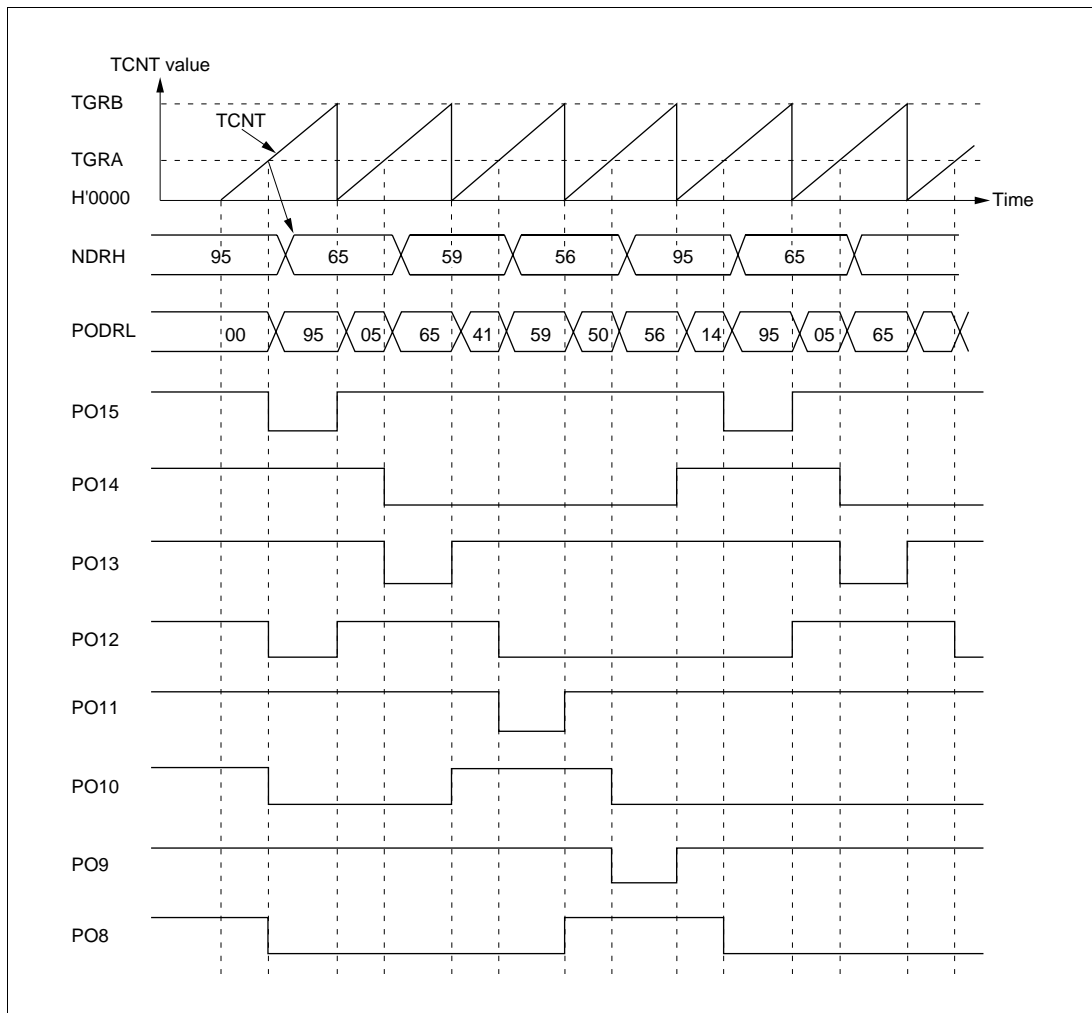 TCNT value
TGRB
TCNT
TGRA
H'0000
Time
NDRH 95 65 59 56 95 65
PODRL 00 95 05 65 41 59 50 56 14 95 05 65
PO15
PO14
PO13
PO12
PO11
PO10
PO9
PO8